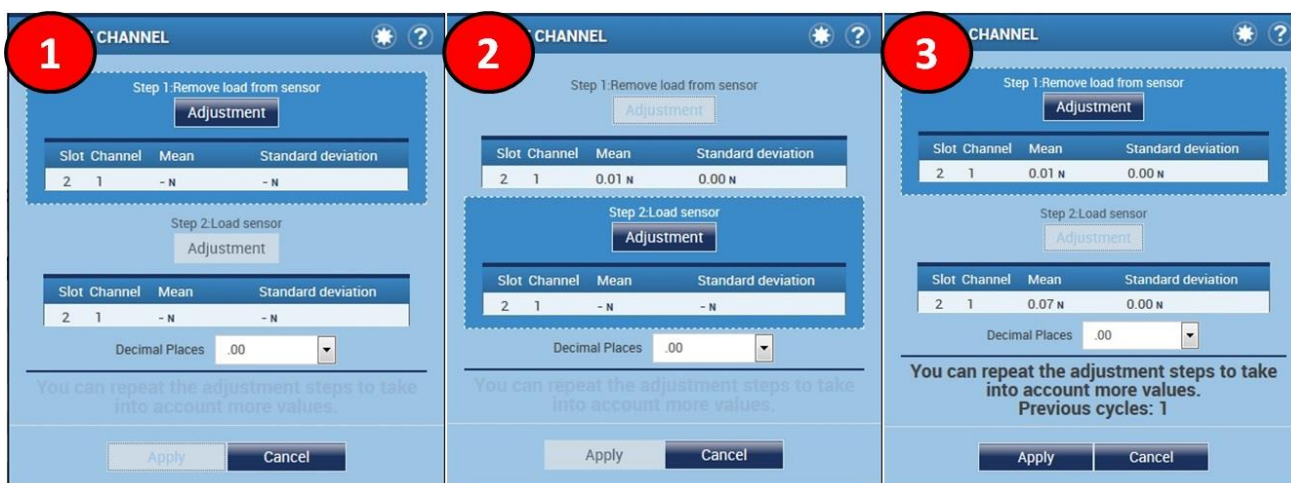 1
CHANNEL
?
Step 1:Remove load from sensor
Adjustment
Slot Channel Mean Standard deviation
2 1 - N - N
Step 2:Load sensor
Adjustment
Slot Channel Mean Standard deviation
2 1 - N - N
Decimal Places .00
You can repeat the adjustment steps to take
into account more values.
Apply Cancel
2
CHANNEL
?
Step 1:Remove load from sensor
Adjustment
Slot Channel Mean Standard deviation
2 1 0.01 N 0.00 N
Step 2:Load sensor
Adjustment
Slot Channel Mean Standard deviation
2 1 - N - N
Decimal Places .00
You can repeat the adjustment steps to take
into account more values.
Apply Cancel
3
CHANNEL
?
Step 1:Remove load from sensor
Adjustment
Slot Channel Mean Standard deviation
2 1 0.01 N 0.00 N
Step 2:Load sensor
Adjustment
Slot Channel Mean Standard deviation
2 1 0.07 N 0.00 N
Decimal Places .00
You can repeat the adjustment steps to take
into account more values.
Previous cycles: 1
Apply Cancel